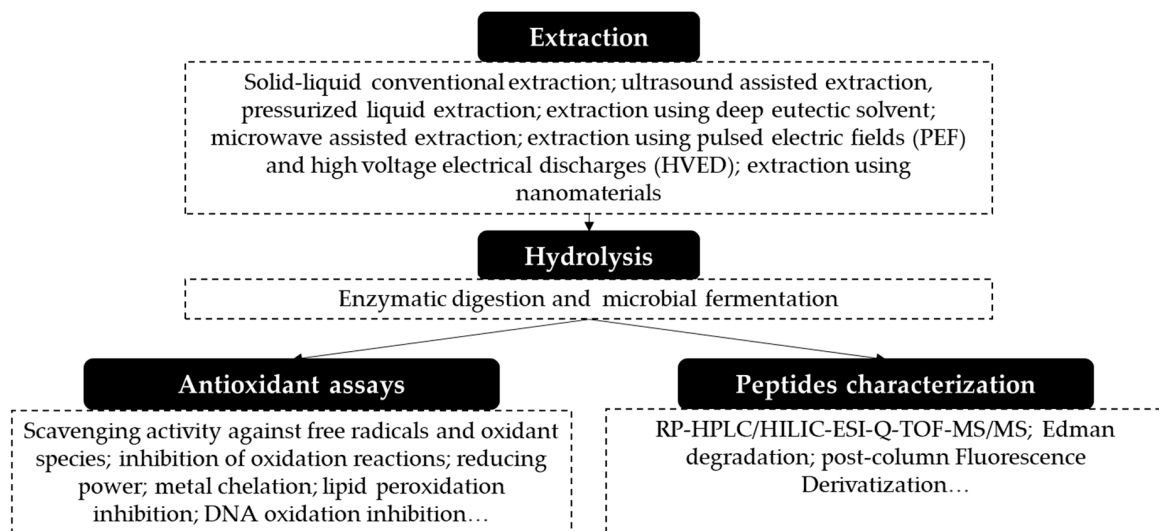 Extraction
Solid-liquid conventional extraction; ultrasound assisted extraction,
pressurized liquid extraction; extraction using deep eutectic solvent;
microwave assisted extraction; extraction using pulsed electric fields (PEF)
and high voltage electrical discharges (HVED); extraction using
nanomaterials
Hydrolysis
Enzymatic digestion and microbial fermentation
Antioxidant assays
Scavenging activity against free radicals and oxidant
species; inhibition of oxidation reactions; reducing
power; metal chelation; lipid peroxidation
inhibition; DNA oxidation inhibition…
Peptides characterization
RP-HPLC/HILIC-ESI-Q-TOF-MS/MS; Edman
degradation; post-column Fluorescence
Derivatization…